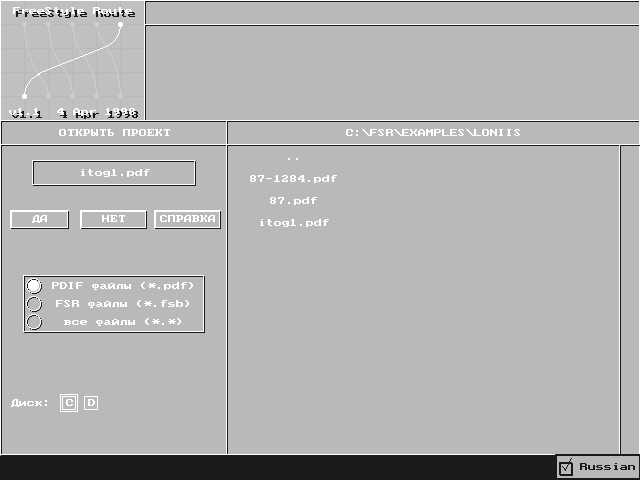 FreeStyle Route
v1.1 4 Apr 1998
ОТКРЫТЬ ПРОЕКТ
C:\FSR\EXAMPLES\LONIIS
itog1.pdf
ДА НЕТ СПРАВКА
PDIF файлы (*.pdf)
FSR файлы (*.fsb)
все файлы (*.*)
Диск: C D
..
87-1284.pdf
87.pdf
itog1.pdf
Russian